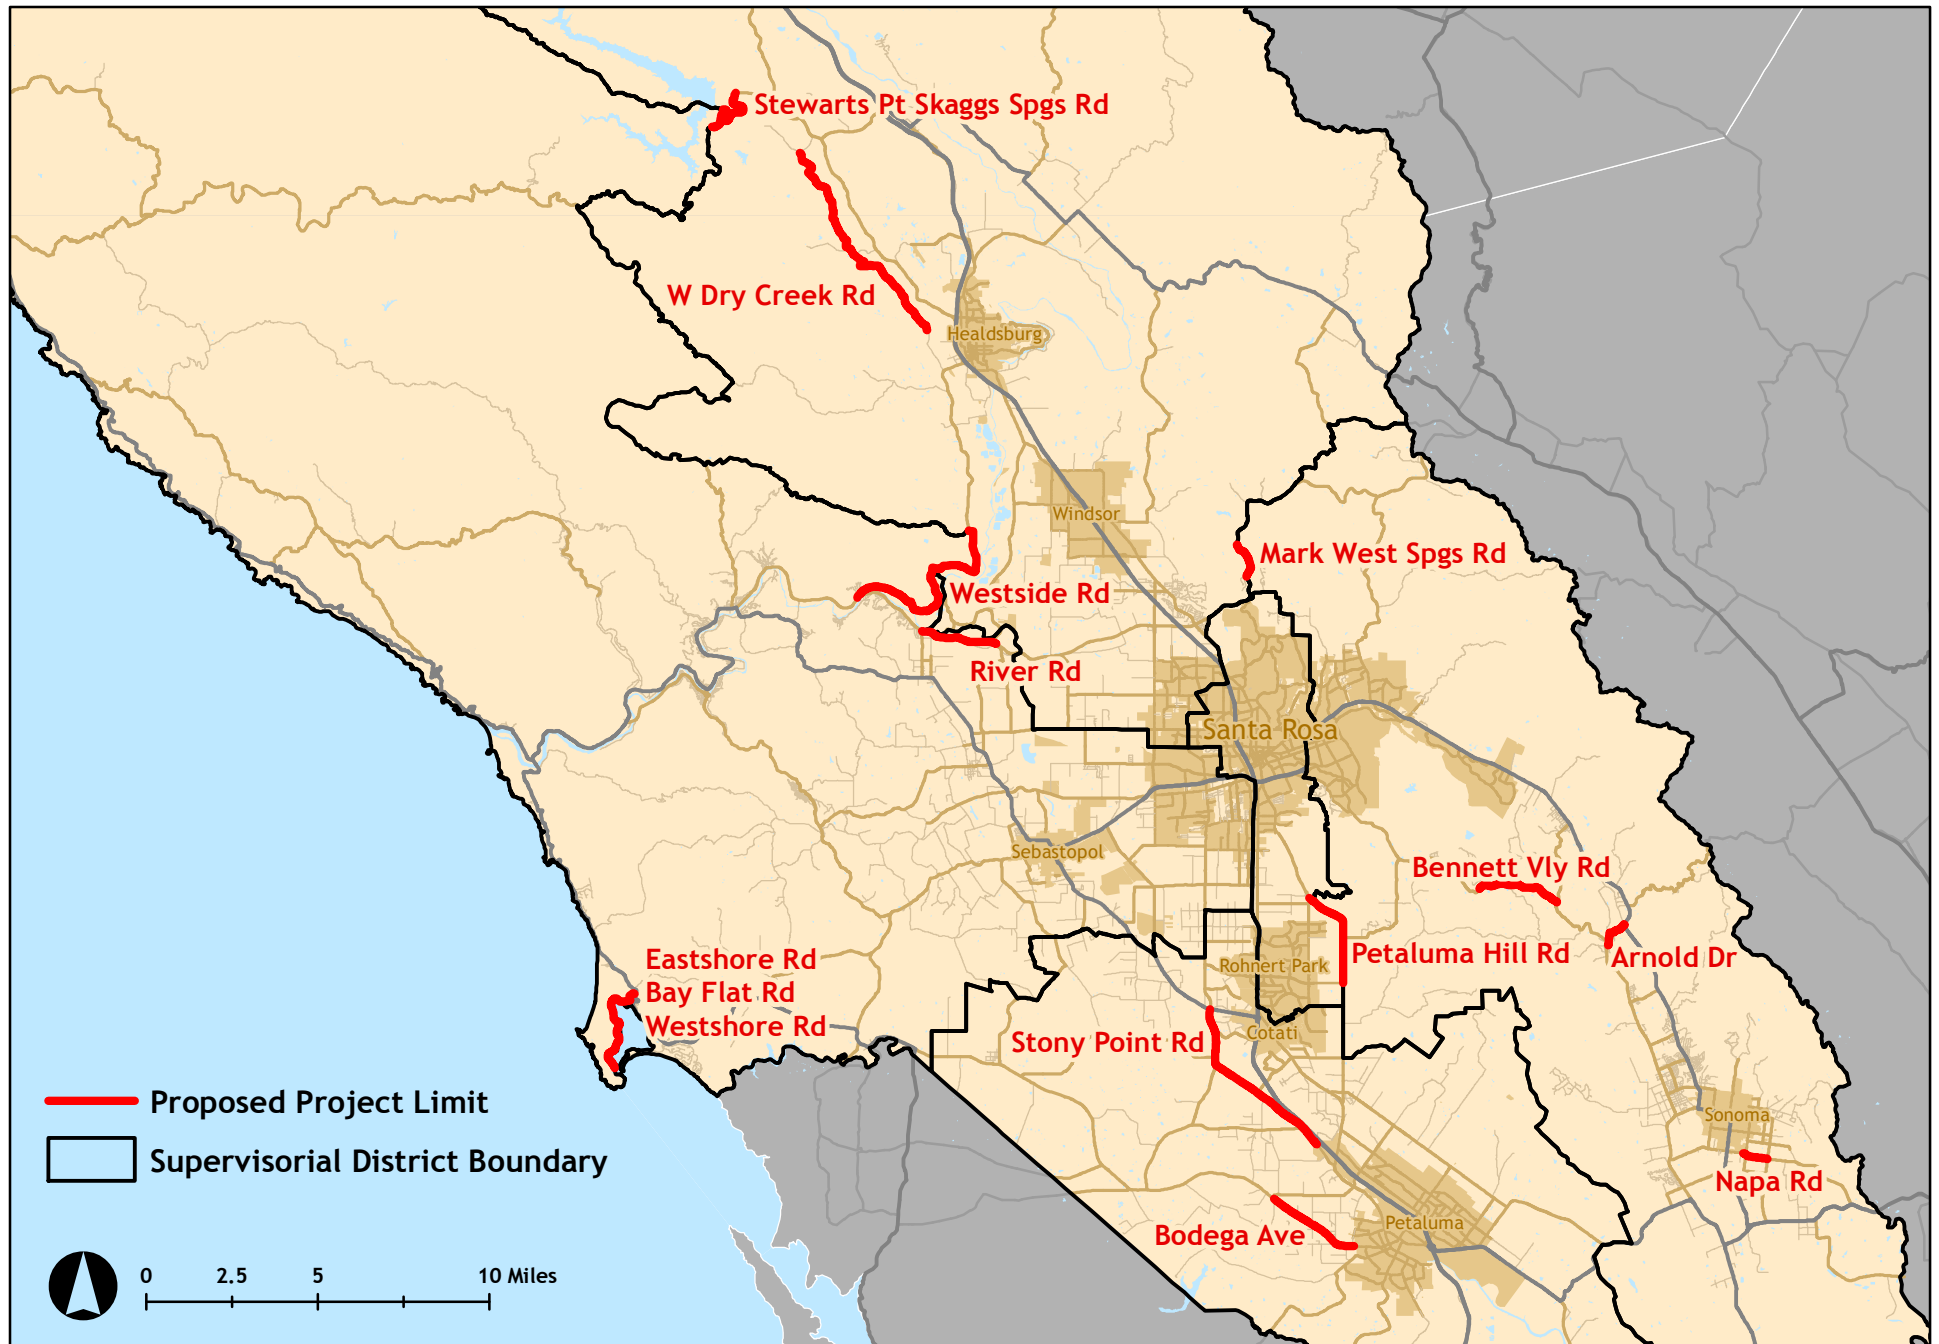 Stewarts Pt Skaggs Spgs Rd
W Dry Creek Rd
Healdsburg
Windsor
Mark West Spgs Rd
Westside Rd
River Rd
Santa Rosa
Sebastopol
Bennett Vly Rd
Eastshore Rd
Bay Flat Rd
Westshore Rd
Rohnert Park
Petaluma Hill Rd
Arnold Dr
Stony Point Rd
Cotati
Proposed Project Limit
Supervisorial District Boundary
Sonoma
Napa Rd
Bodega Ave
Petaluma
0 2.5 5 10 Miles